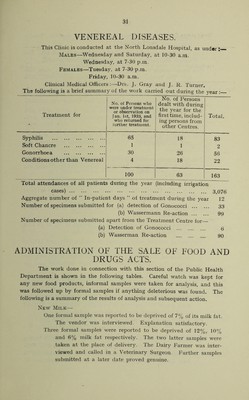 31
VENEREAL DISEASES.
This Clinic is conducted at the North Lonsdale Hospital, as under:—
MALES—Wednesday and Saturday, at 10-30 a.m.
Wednesday, at 7-30 p.m.
FEMALES—Tuesday, at 7-30 p.m.
Friday, 10-30 a.m.
Clinical Medical Officers:—Drs. J. Gray and J. R. Turner.
The following is a brief summary of the work carried out during the year:—
Treatment for
No. of Persons who were under treatment or observation on Jan. 1st, 1933, and who returned for further treatment.
No. of Persons dealt with during the year for the first time, including persons from other Centres.
Total.
Syphilis 65 18 83
Soft Chancre 1 1 2
Gonorrhœa 30 26 56
Conditions other than Venereal 4 18 22
100 63 163
Total attendances of all patients during the year (including irrigation
cases) 3,076
Aggregate number of "In-patient days" of treatment during the year 12
Number of specimens submitted for (a) detection of Gonococci 33
(b) Wassermann Re-action 90
Number of specimens submitted apart from the Treatment Centre for—
(a) Detection of Gonococci 6
(b) Wasserman Re-action 90
ADMINISTRATION OF THE SALE OF FOOD AND
DRUGS ACTS.
The work done in connection with this section of the Public Health
Department is shown in the following tables. Careful watch was kept for
any new food products, informal samples were taken for analysis, and this
was followed up by formal samples if anything deleterious was found. The
following is a summary of the results of analysis and subsequent action.
NEW MILK—
One formal sample was reported to be deprived of 7% of its milk fat.
The vendor was interviewed. Explanation satisfactory.
Three formal samples were reported to be deprived of 12%, 10%
and 6% milk fat respectively. The two latter samples were
taken at the place of delivery. The Dairy Farmer was inter-
viewed and called in a Veterinary Surgeon. Further samples
submitted at a later date proved genuine.